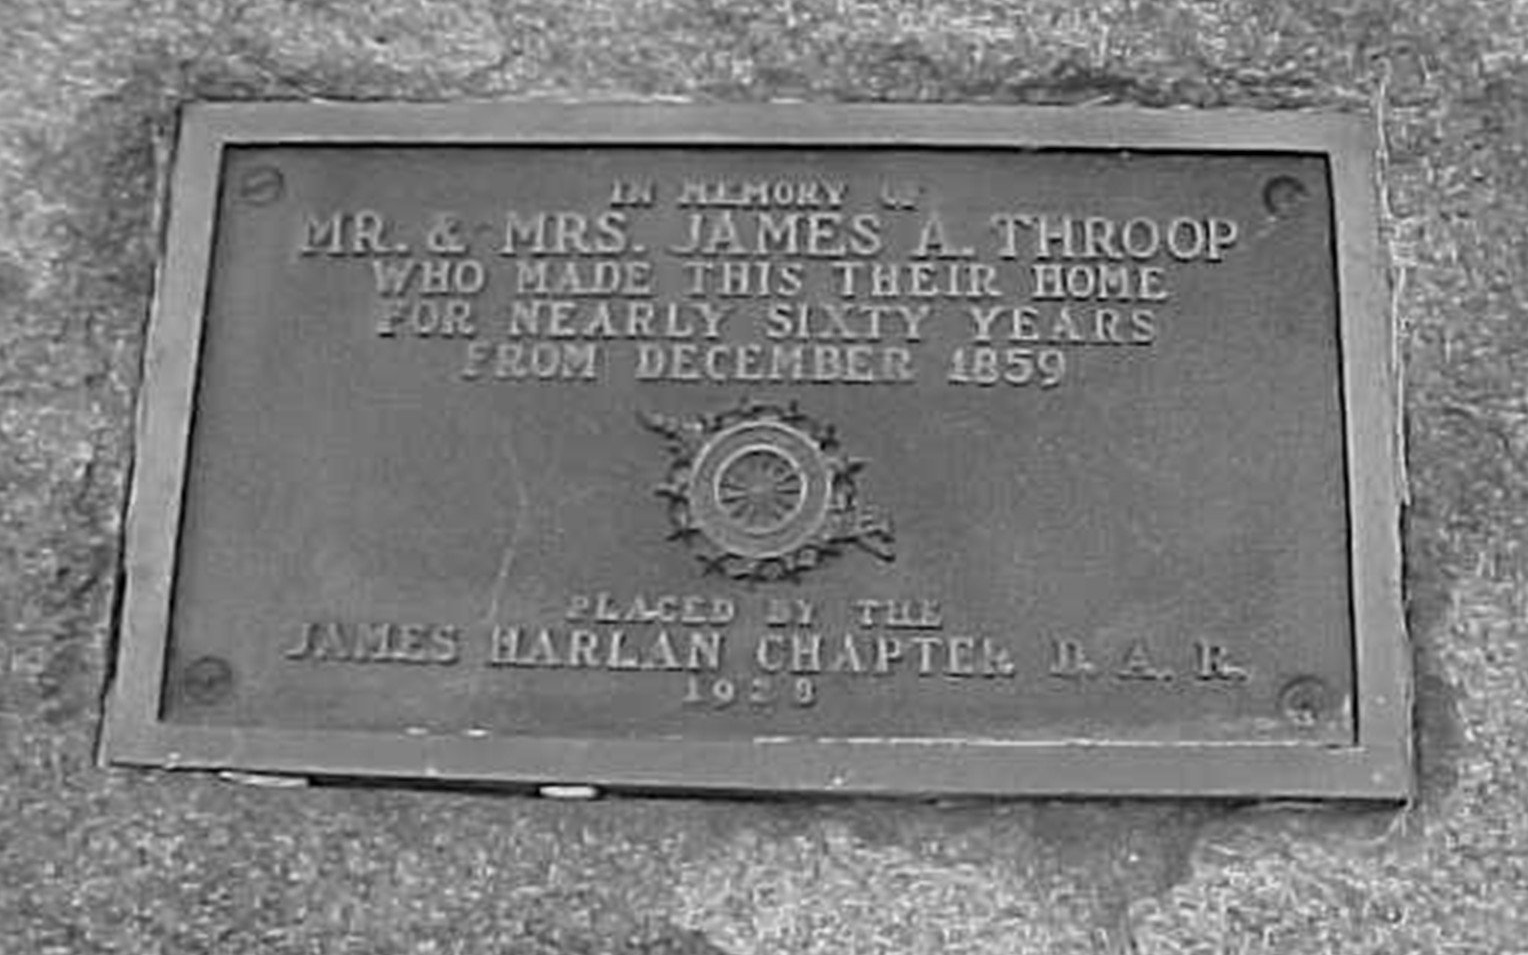 IN MEMORY OF
MR. & MRS. JAMES A. THROOP
WHO MADE THIS THEIR HOME
FOR NEARLY SIXTY YEARS
FROM DECEMBER 1859
PLACED BY THE
JAMES HARLAN CHAPTER D. A. R.